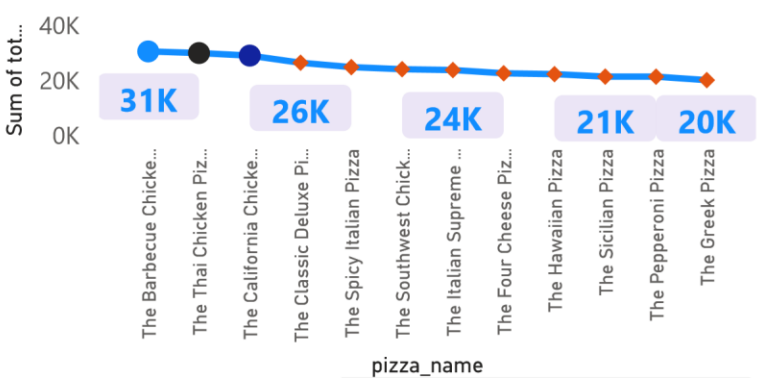 Sum of tot...
40K
20K
0K
31K
26K
24K
21K
20K
The Barbecue Chicke...
The Thai Chicken Piz...
The California Chicke...
The Classic Deluxe Pi...
The Spicy Italian Pizza
The Southwest Chick...
The Italian Supreme ...
The Four Cheese Piz...
The Hawaiian Pizza
The Sicilian Pizza
The Pepperoni Pizza
The Greek Pizza
pizza_name